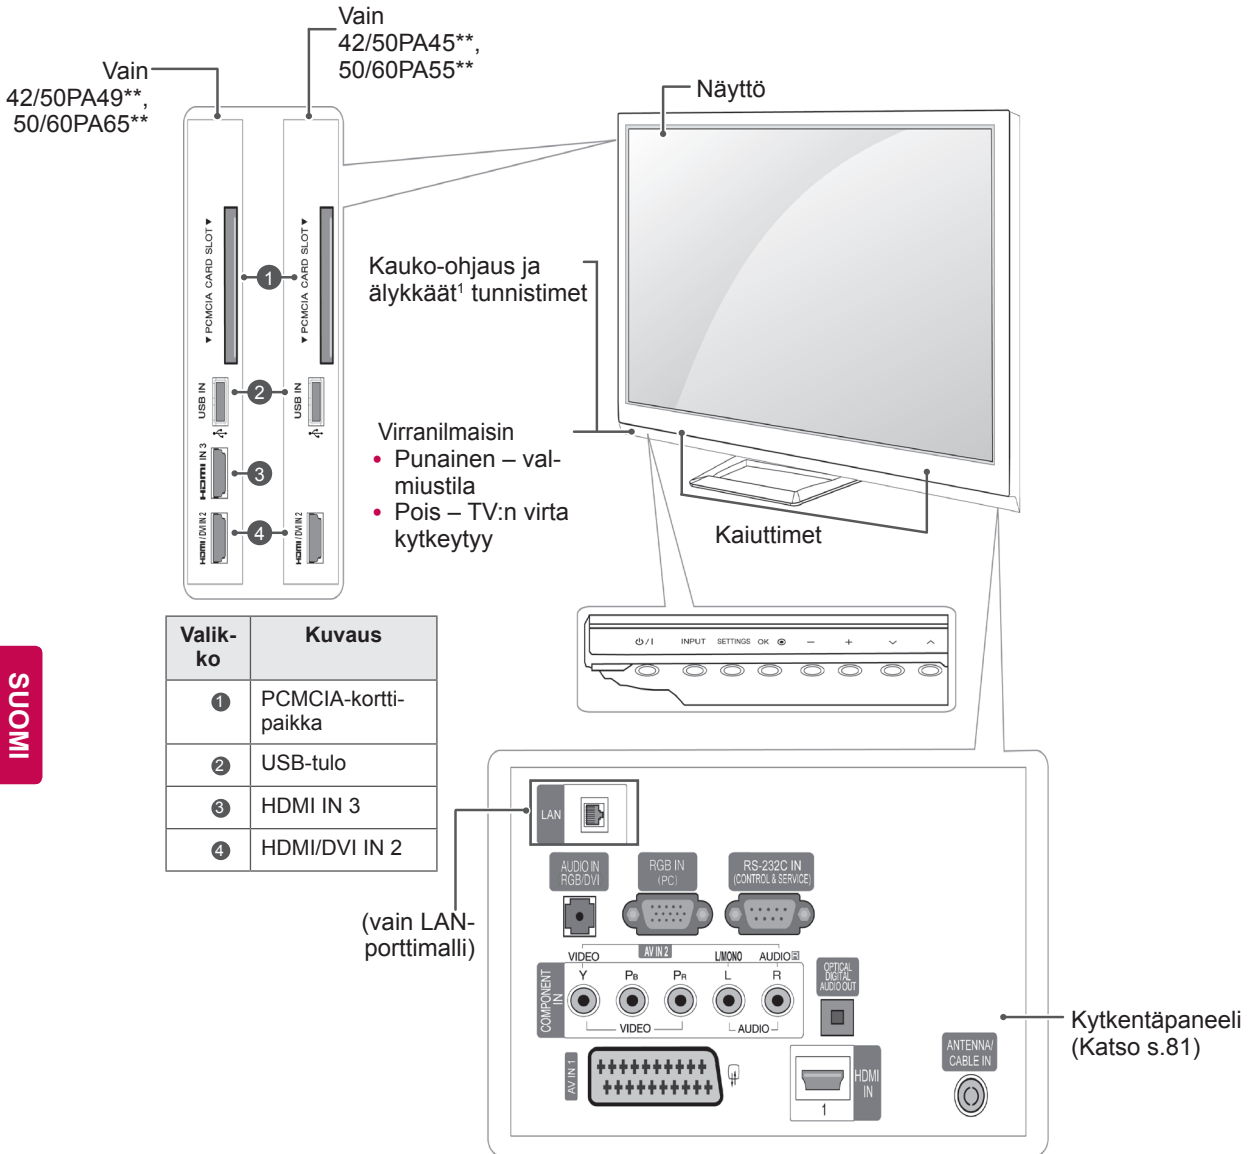 Vain
42/50PA45**,
50/60PA55**
Vain
42/50PA49**,
50/60PA65**
Näyttö
▼PCMCIA CARD SLOT▼
▼PCMCIA CARD SLOT▼
1
USB IN
USB IN
2
HDMI IN 3
3
HDMI/DVI IN 2
HDMI/DVI IN 2
4
Kauko-ohjaus ja
älykkäät¹ tunnistimet
Virranilmaisin
• Punainen – val-
miustila
• Pois – TV:n virta
kytkeytyy
Kaiuttimet
⏻/I INPUT SETTINGS OK ⦿ − + ﹀ ︿
Valik-
ko
Kuvaus
1 PCMCIA-kortti-
paikka
2 USB-tulo
3 HDMI IN 3
4 HDMI/DVI IN 2
SUOMI
LAN
(vain LAN-
porttimalli)
AUDIO IN
RGB/DVI
RGB IN
(PC)
RS-232C IN
(CONTROL & SERVICE)
VIDEO AV IN 2 L/MONO AUDIO R
COMPONENT
IN
Y PB PR L R
VIDEO AUDIO
OPTICAL
DIGITAL
AUDIO OUT
AV IN 1
HDMI
IN
1
ANTENNA/
CABLE IN
Kytkentäpaneeli
(Katso s.81)